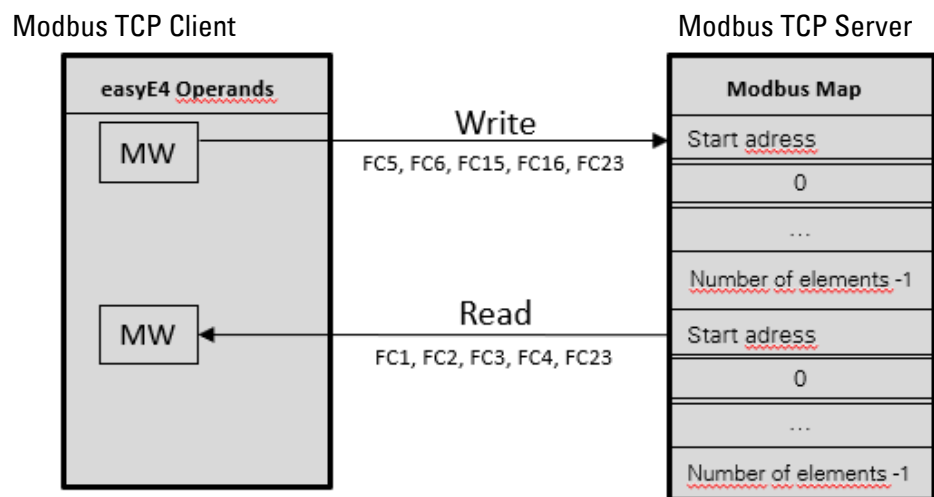 Modbus TCP Client
Modbus TCP Server
easyE4 Operands
MW
Write
FC5, FC6, FC15, FC16, FC23
MW
Read
FC1, FC2, FC3, FC4, FC23
Modbus Map
Start adress
0
...
Number of elements -1
Start adress
0
...
Number of elements -1